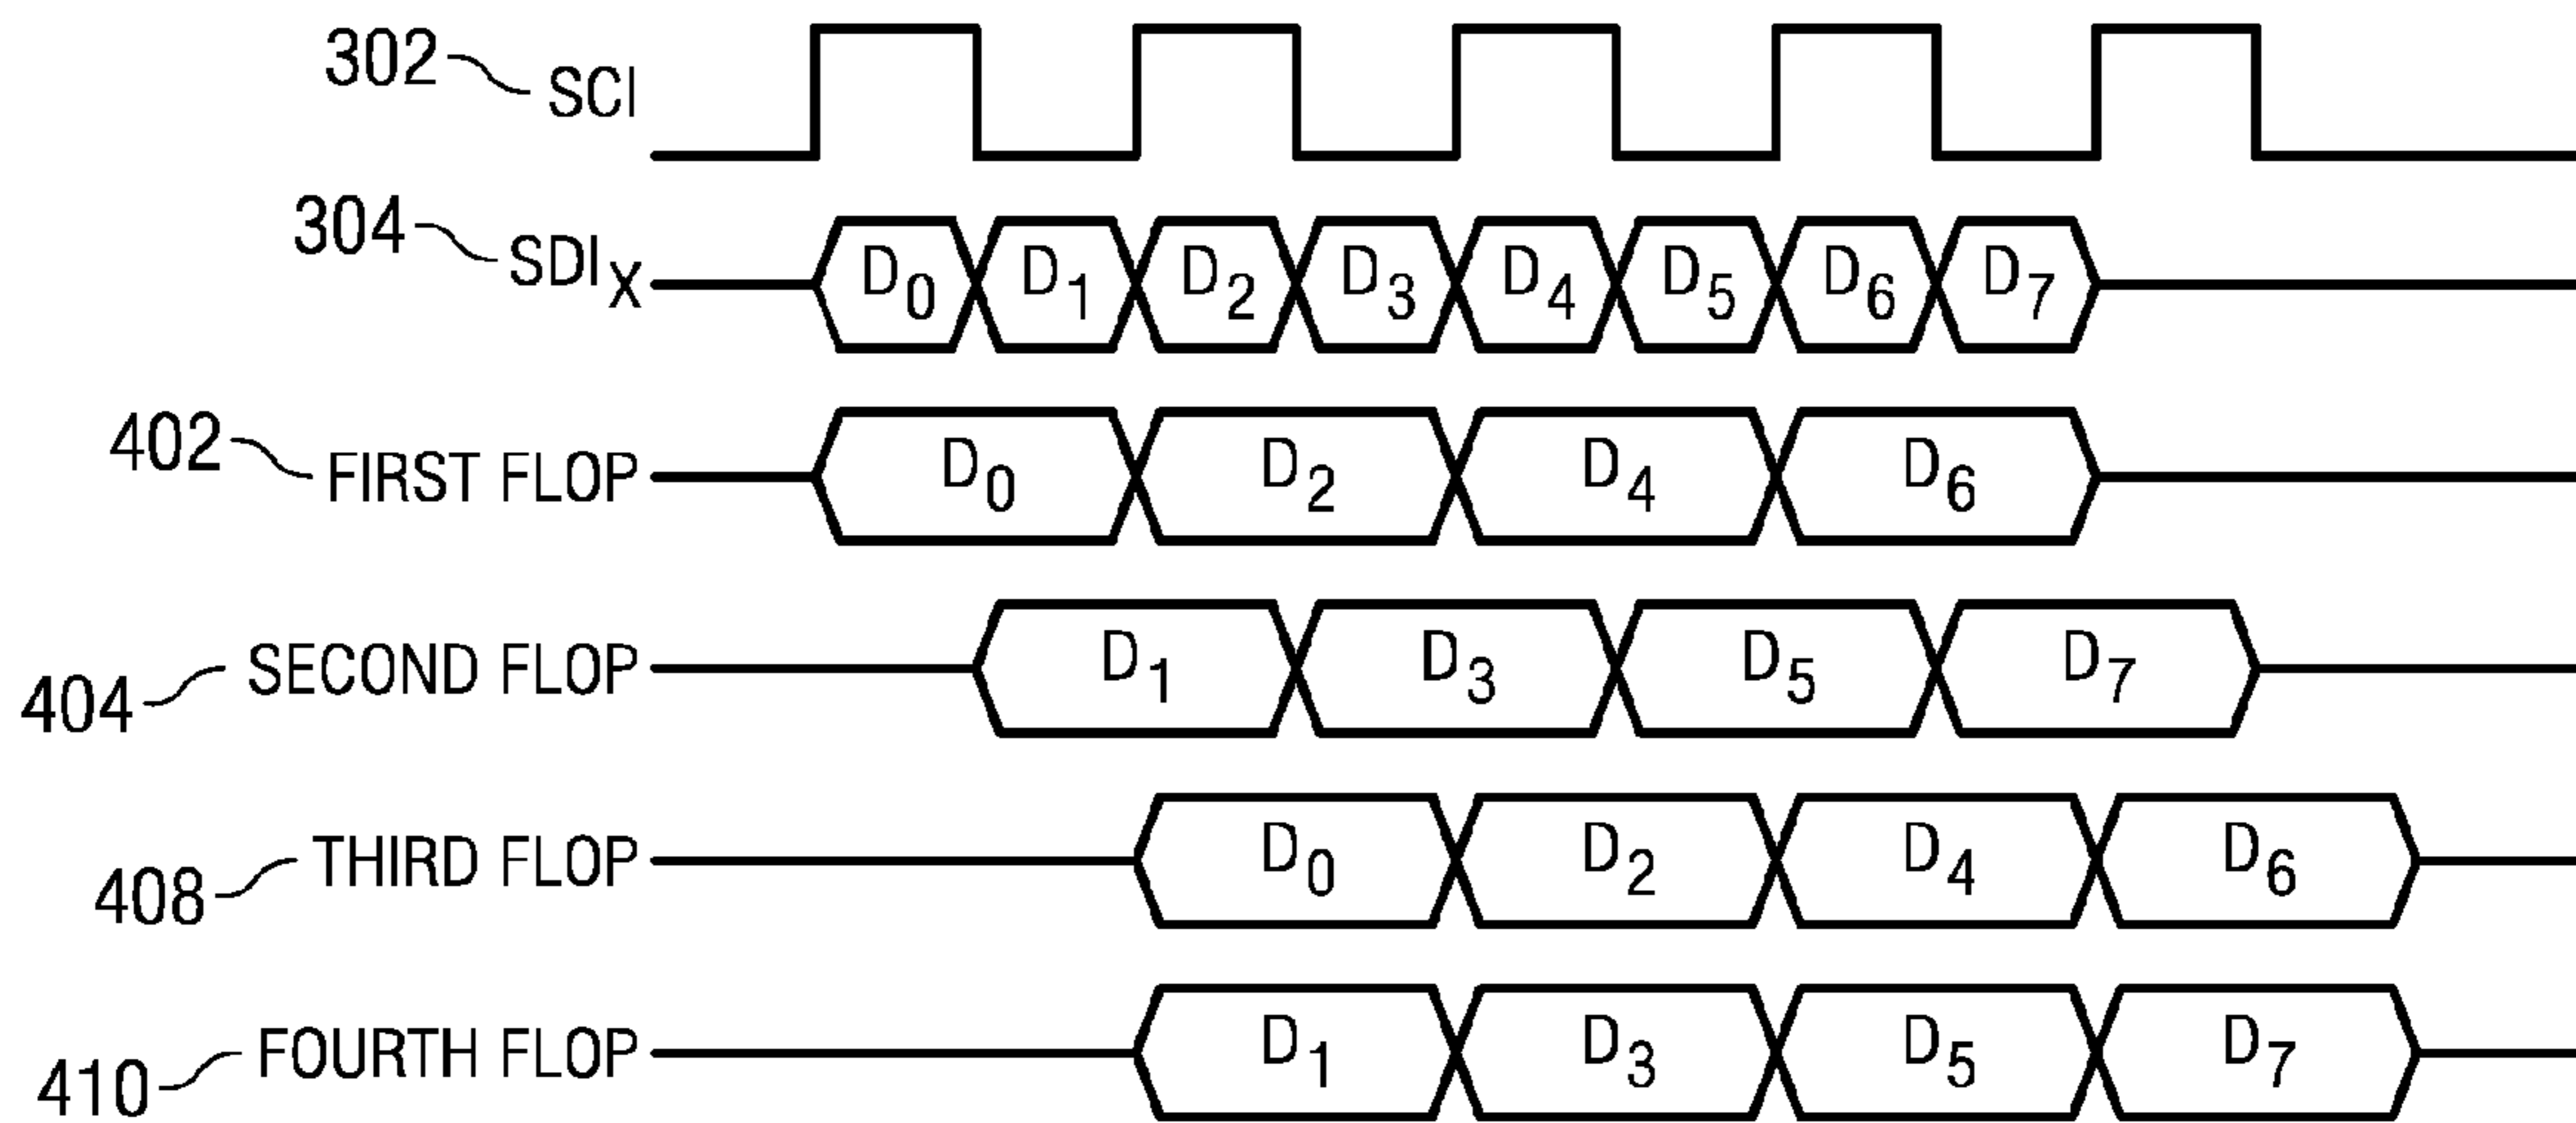 302 SCI
304 SDIX D0 D1 D2 D3 D4 D5 D6 D7
402 FIRST FLOP D0 D2 D4 D6
404 SECOND FLOP D1 D3 D5 D7
408 THIRD FLOP D0 D2 D4 D6
410 FOURTH FLOP D1 D3 D5 D7